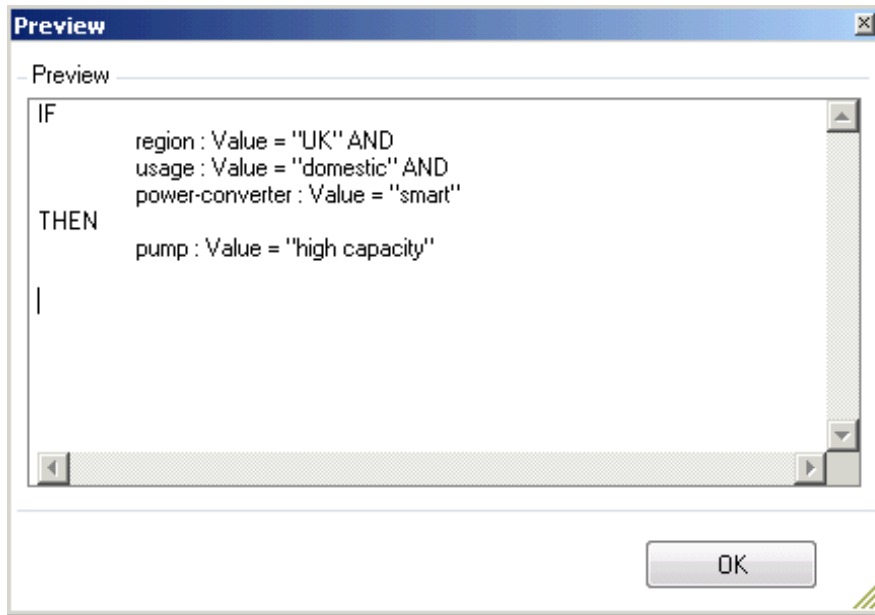 Preview
Preview
IF
region : Value = "UK" AND
usage : Value = "domestic" AND
power-converter : Value = "smart"
THEN
pump : Value = "high capacity"
OK